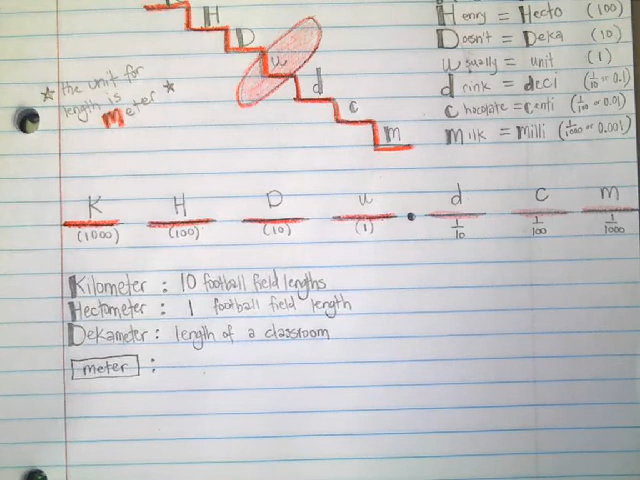 H
D
u
d
c
m
☆ the unit for ☆
length is
meter
Henry = Hecto (100)
Doesn't = Deka (10)
usually = unit (1)
drink = deci (1/10 or 0.1)
chocolate = centi (1/100 or 0.01)
milk = Milli (1/1000 or 0.001)
K H D u . d c m
(1000) (100) (10) (1) 1/10 1/100 1/1000
Kilometer : 10 football field lengths
Hectometer : 1 football field length
Dekameter : length of a classroom
meter :